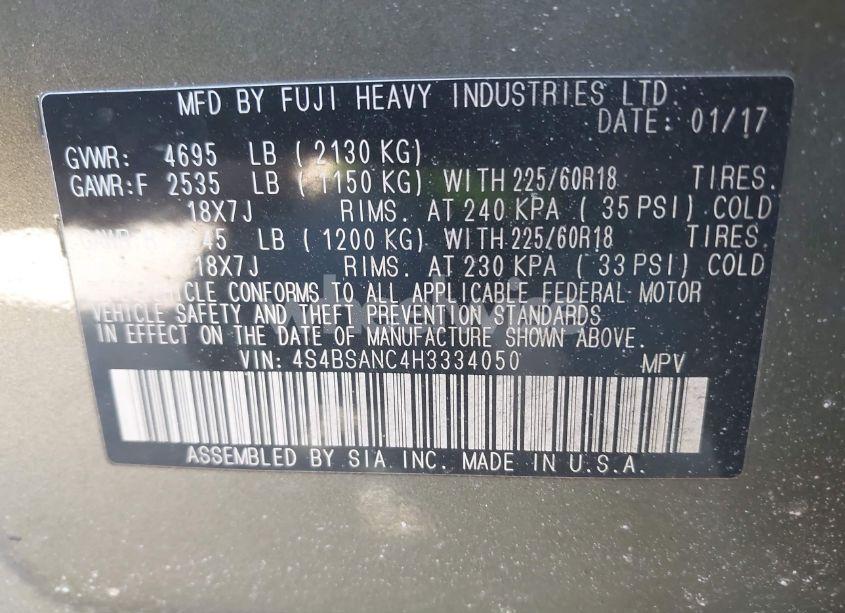 MFD BY FUJI HEAVY INDUSTRIES LTD.
DATE: 01/17
GVWR: 4695 LB ( 2130 KG)
GAWR:F 2535 LB ( 1150 KG) WITH 225/60R18 TIRES.
18X7J RIMS. AT 240 KPA ( 35 PSI) COLD
LB ( 1200 KG) WITH 225/60R18 TIRES.
18X7J RIMS. AT 230 KPA ( 33 PSI) COLD
VEHICLE CONFORMS TO ALL APPLICABLE FEDERAL MOTOR
VEHICLE SAFETY AND THEFT PREVENTION STANDARDS
IN EFFECT ON THE DATE OF MANUFACTURE SHOWN ABOVE.
VIN: 4S4BSANC4H3334050 MPV
ASSEMBLED BY SIA INC. MADE IN U.S.A.